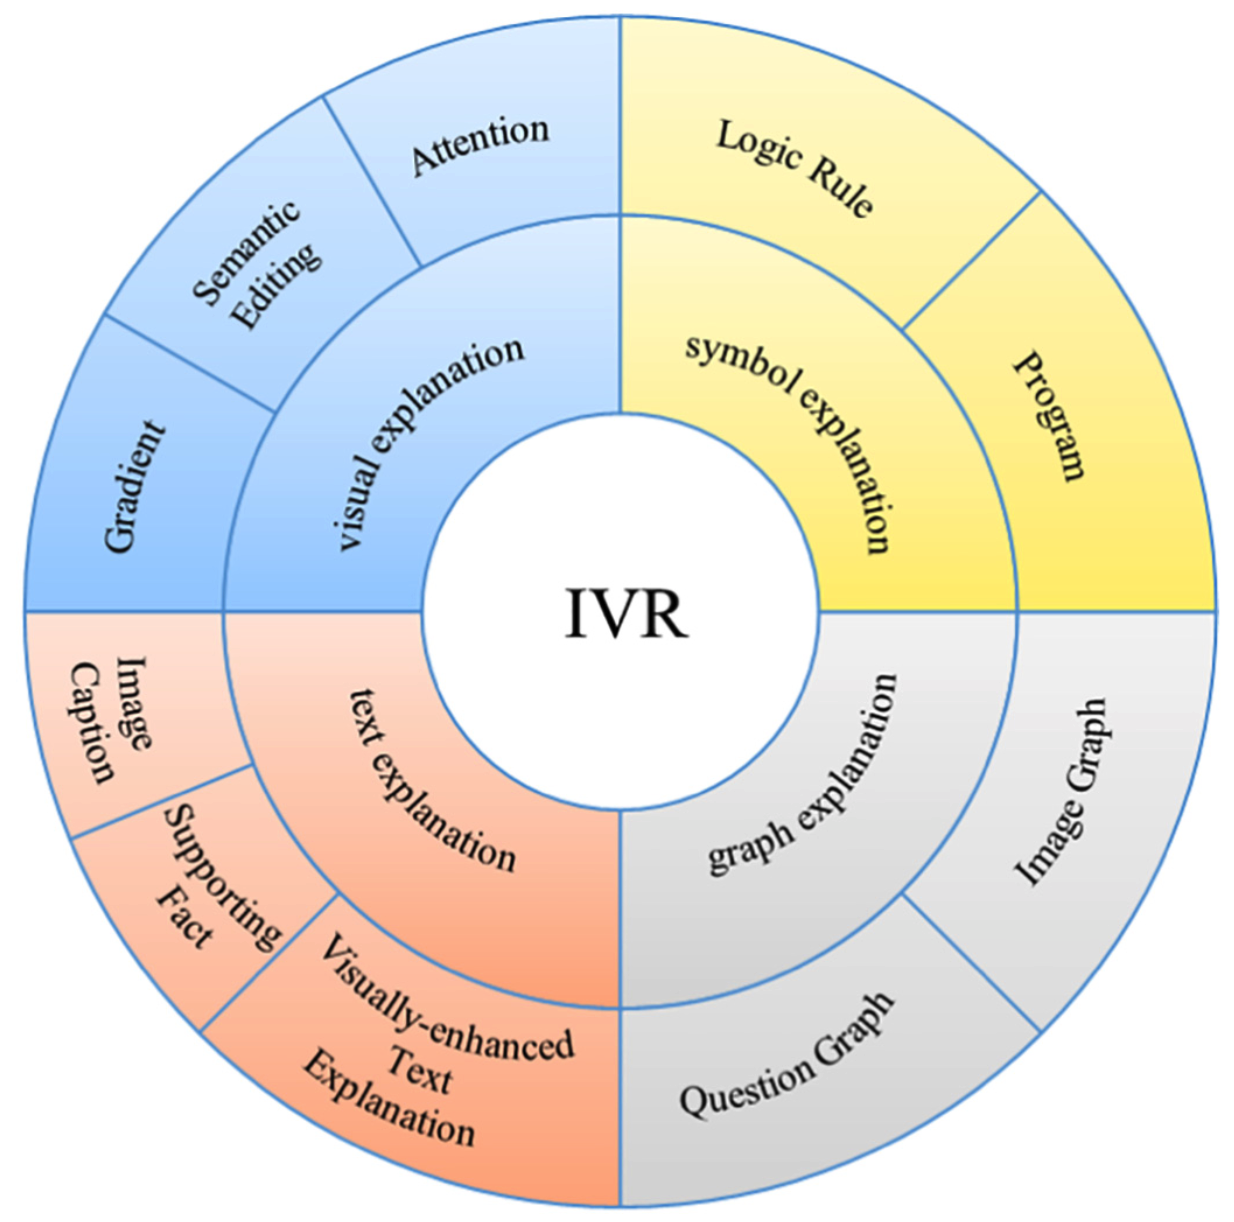 Attention
Logic Rule
Semantic
Editing
Program
Gradient
visual explanation
symbol explanation
IVR
Image
Caption
text explanation
graph explanation
Image Graph
Supporting
Fact
Visually-enhanced
Text
Explanation
Question Graph